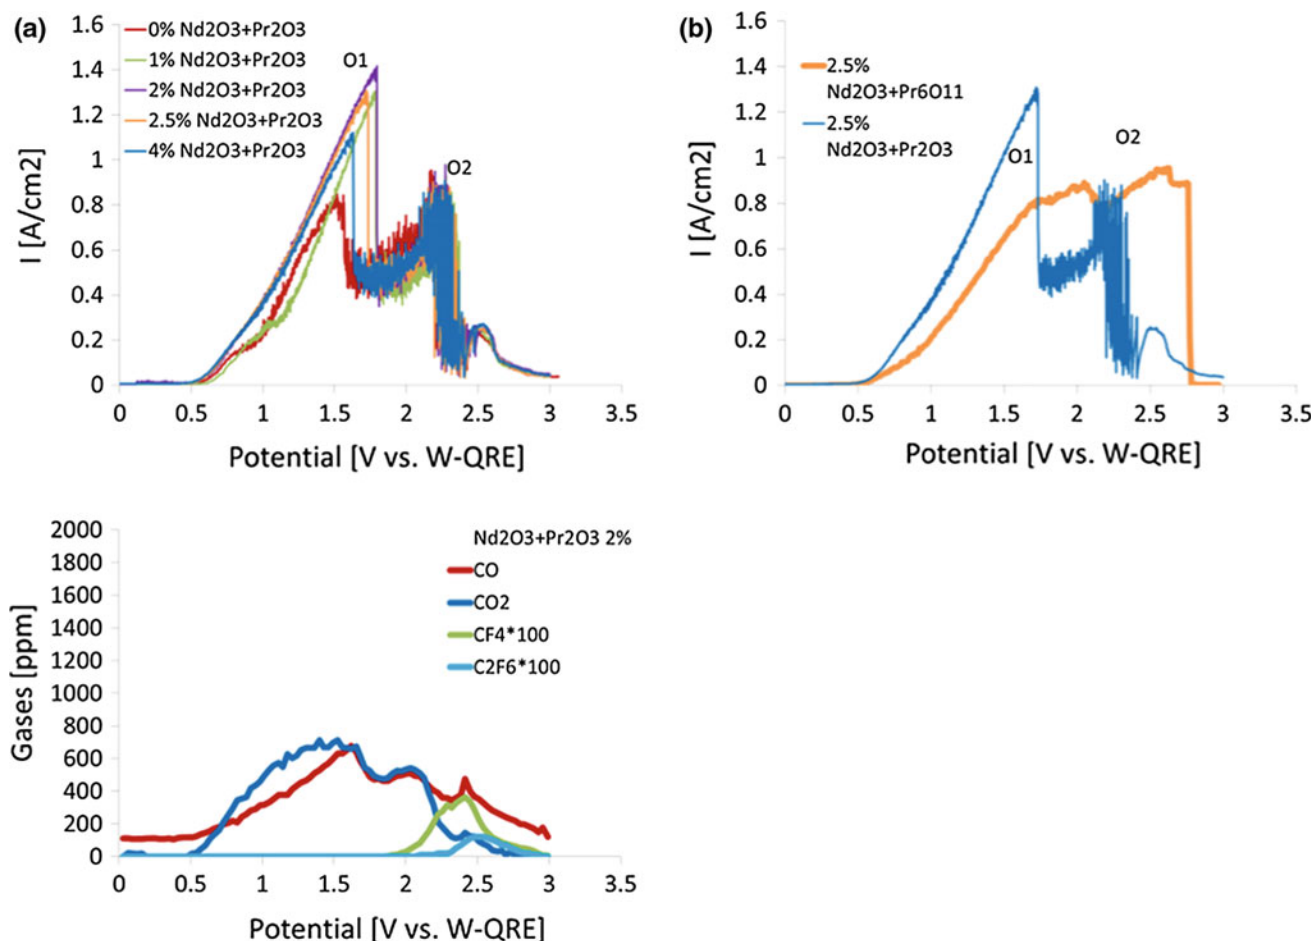 (a)
0% Nd2O3+Pr2O3
1% Nd2O3+Pr2O3
2% Nd2O3+Pr2O3
2.5% Nd2O3+Pr2O3
4% Nd2O3+Pr2O3
O1
O2
1.6
1.4
1.2
1
0.8
0.6
0.4
0.2
0
I [A/cm2]
0 0.5 1 1.5 2 2.5 3 3.5
Potential [V vs. W-QRE]
(b)
2.5%
Nd2O3+Pr6O11
2.5%
Nd2O3+Pr2O3
O1
O2
1.6
1.4
1.2
1
0.8
0.6
0.4
0.2
0
I [A/cm2]
0 0.5 1 1.5 2 2.5 3 3.5
Potential [V vs. W-QRE]
Nd2O3+Pr2O3 2%
CO
CO2
CF4*100
C2F6*100
2000
1800
1600
1400
1200
1000
800
600
400
200
0
Gases [ppm]
0 0.5 1 1.5 2 2.5 3 3.5
Potential [V vs. W-QRE]